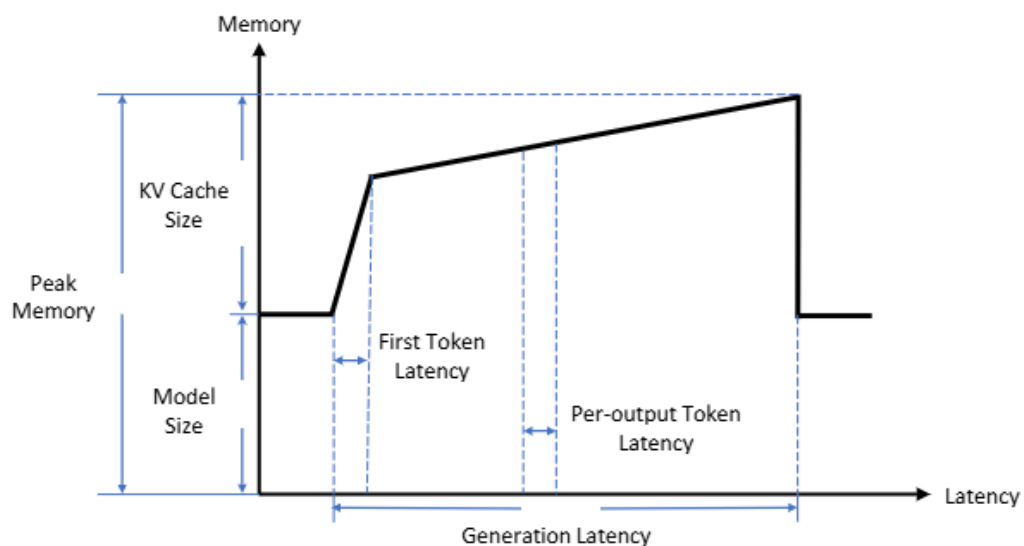 Memory
KV Cache
Size
Peak
Memory
First Token
Latency
Model
Size
Per-output Token
Latency
Latency
Generation Latency